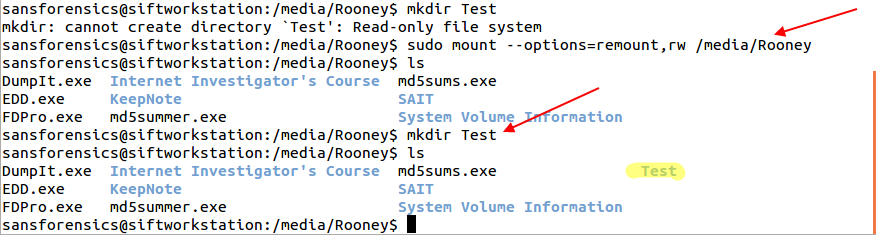 sansforensics@siftworkstation:/media/Rooney$ mkdir Test
mkdir: cannot create directory `Test': Read-only file system
sansforensics@siftworkstation:/media/Rooney$ sudo mount --options=remount,rw /media/Rooney
sansforensics@siftworkstation:/media/Rooney$ ls
DumpIt.exe  Internet Investigator's Course  md5sums.exe
EDD.exe     KeepNote                        SAIT
FDPro.exe   md5summer.exe                   System Volume Information
sansforensics@siftworkstation:/media/Rooney$ mkdir Test
sansforensics@siftworkstation:/media/Rooney$ ls
DumpIt.exe  Internet Investigator's Course  md5sums.exe                Test
EDD.exe     KeepNote                        SAIT
FDPro.exe   md5summer.exe                   System Volume Information
sansforensics@siftworkstation:/media/Rooney$